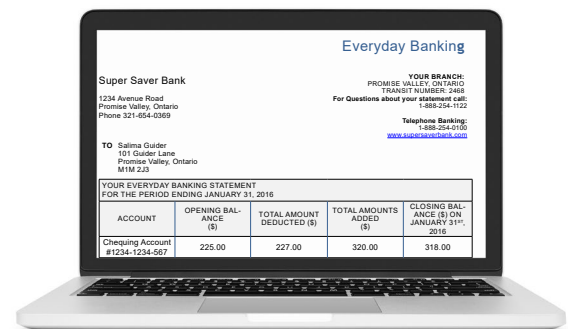 Everyday Banking
Super Saver Bank
1234 Avenue Road
Promise Valley, Ontario
Phone 321-654-0369
YOUR BRANCH:
PROMISE VALLEY, ONTARIO
TRANSIT NUMBER: 2468
For Questions about your statement call:
1-888-254-1122
Telephone Banking:
1-888-254-0100
www.supersaverbank.com
TO Salima Guider
101 Guider Lane
Promise Valley, Ontario
M1M 2J3
YOUR EVERYDAY BANKING STATEMENT
FOR THE PERIOD ENDING JANUARY 31, 2016
ACCOUNT
OPENING BAL-
ANCE
($)
TOTAL AMOUNT
DEDUCTED ($)
TOTAL AMOUNTS
ADDED
($)
CLOSING BAL-
ANCE ($) ON
JANUARY 31ST,
2016
Chequing Account
#1234-1234-567
225.00
227.00
320.00
318.00